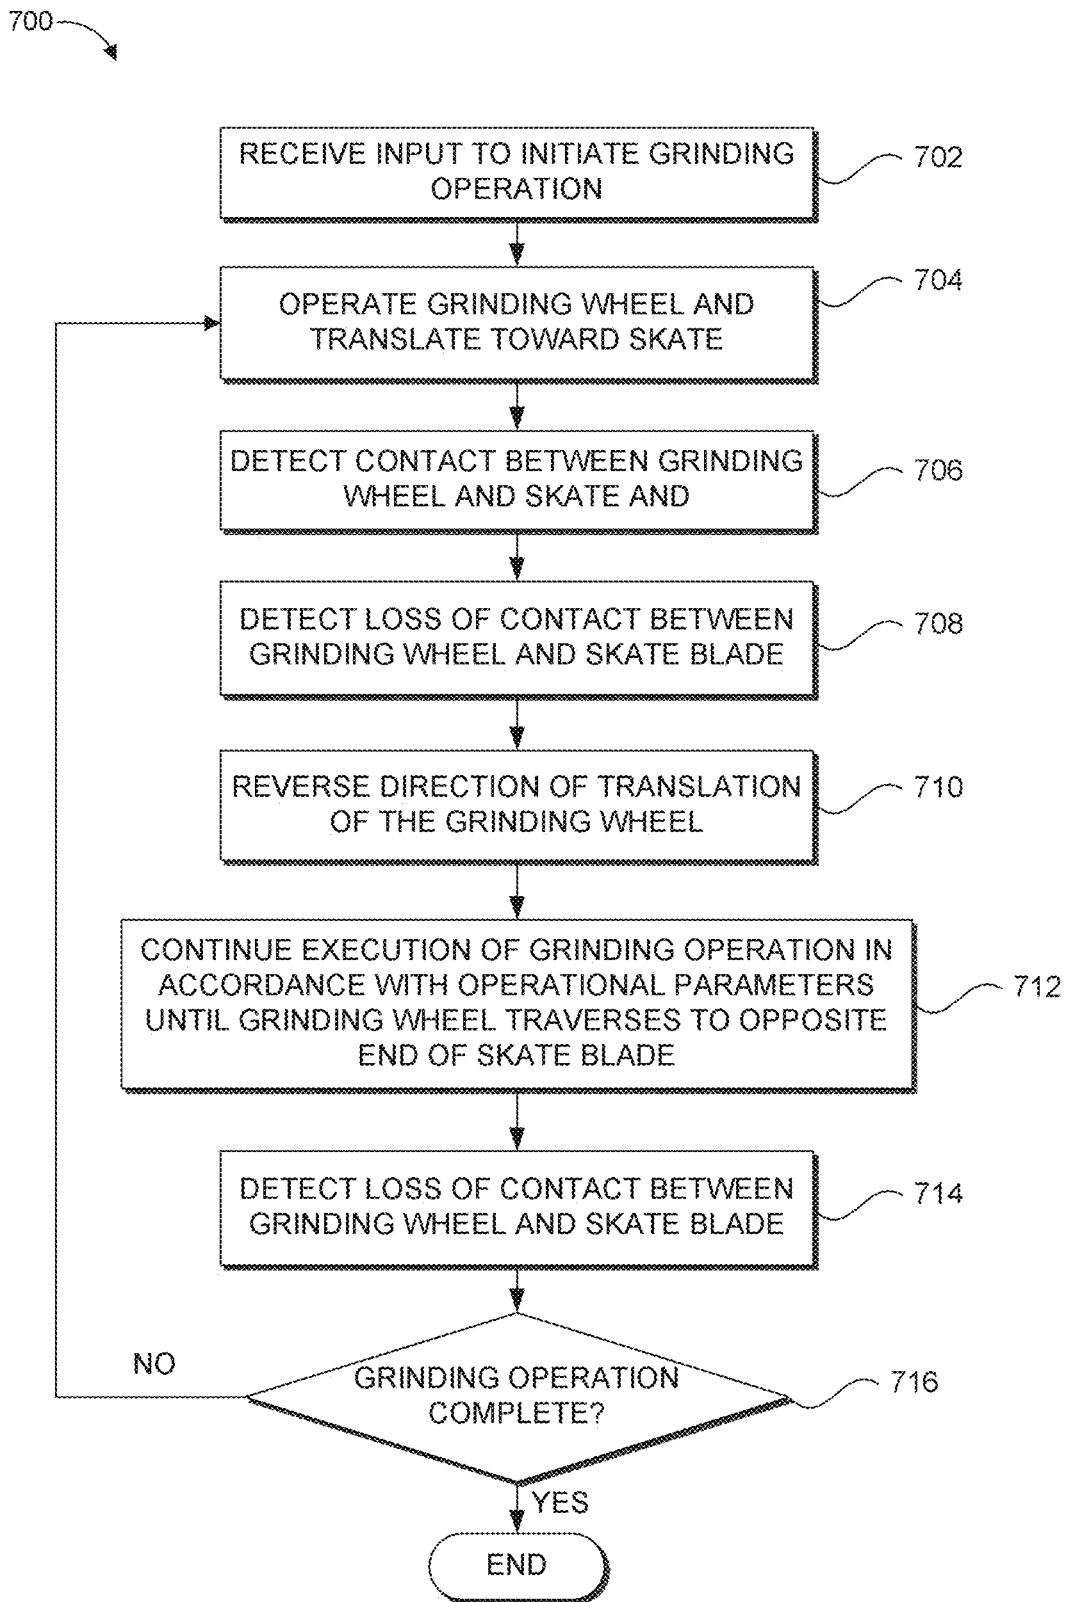 700
RECEIVE INPUT TO INITIATE GRINDING
OPERATION
702
OPERATE GRINDING WHEEL AND
TRANSLATE TOWARD SKATE
704
DETECT CONTACT BETWEEN GRINDING
WHEEL AND SKATE AND
706
DETECT LOSS OF CONTACT BETWEEN
GRINDING WHEEL AND SKATE BLADE
708
REVERSE DIRECTION OF TRANSLATION
OF THE GRINDING WHEEL
710
CONTINUE EXECUTION OF GRINDING OPERATION IN
ACCORDANCE WITH OPERATIONAL PARAMETERS
UNTIL GRINDING WHEEL TRAVERSES TO OPPOSITE
END OF SKATE BLADE
712
DETECT LOSS OF CONTACT BETWEEN
GRINDING WHEEL AND SKATE BLADE
714
NO
GRINDING OPERATION
COMPLETE?
716
YES
END